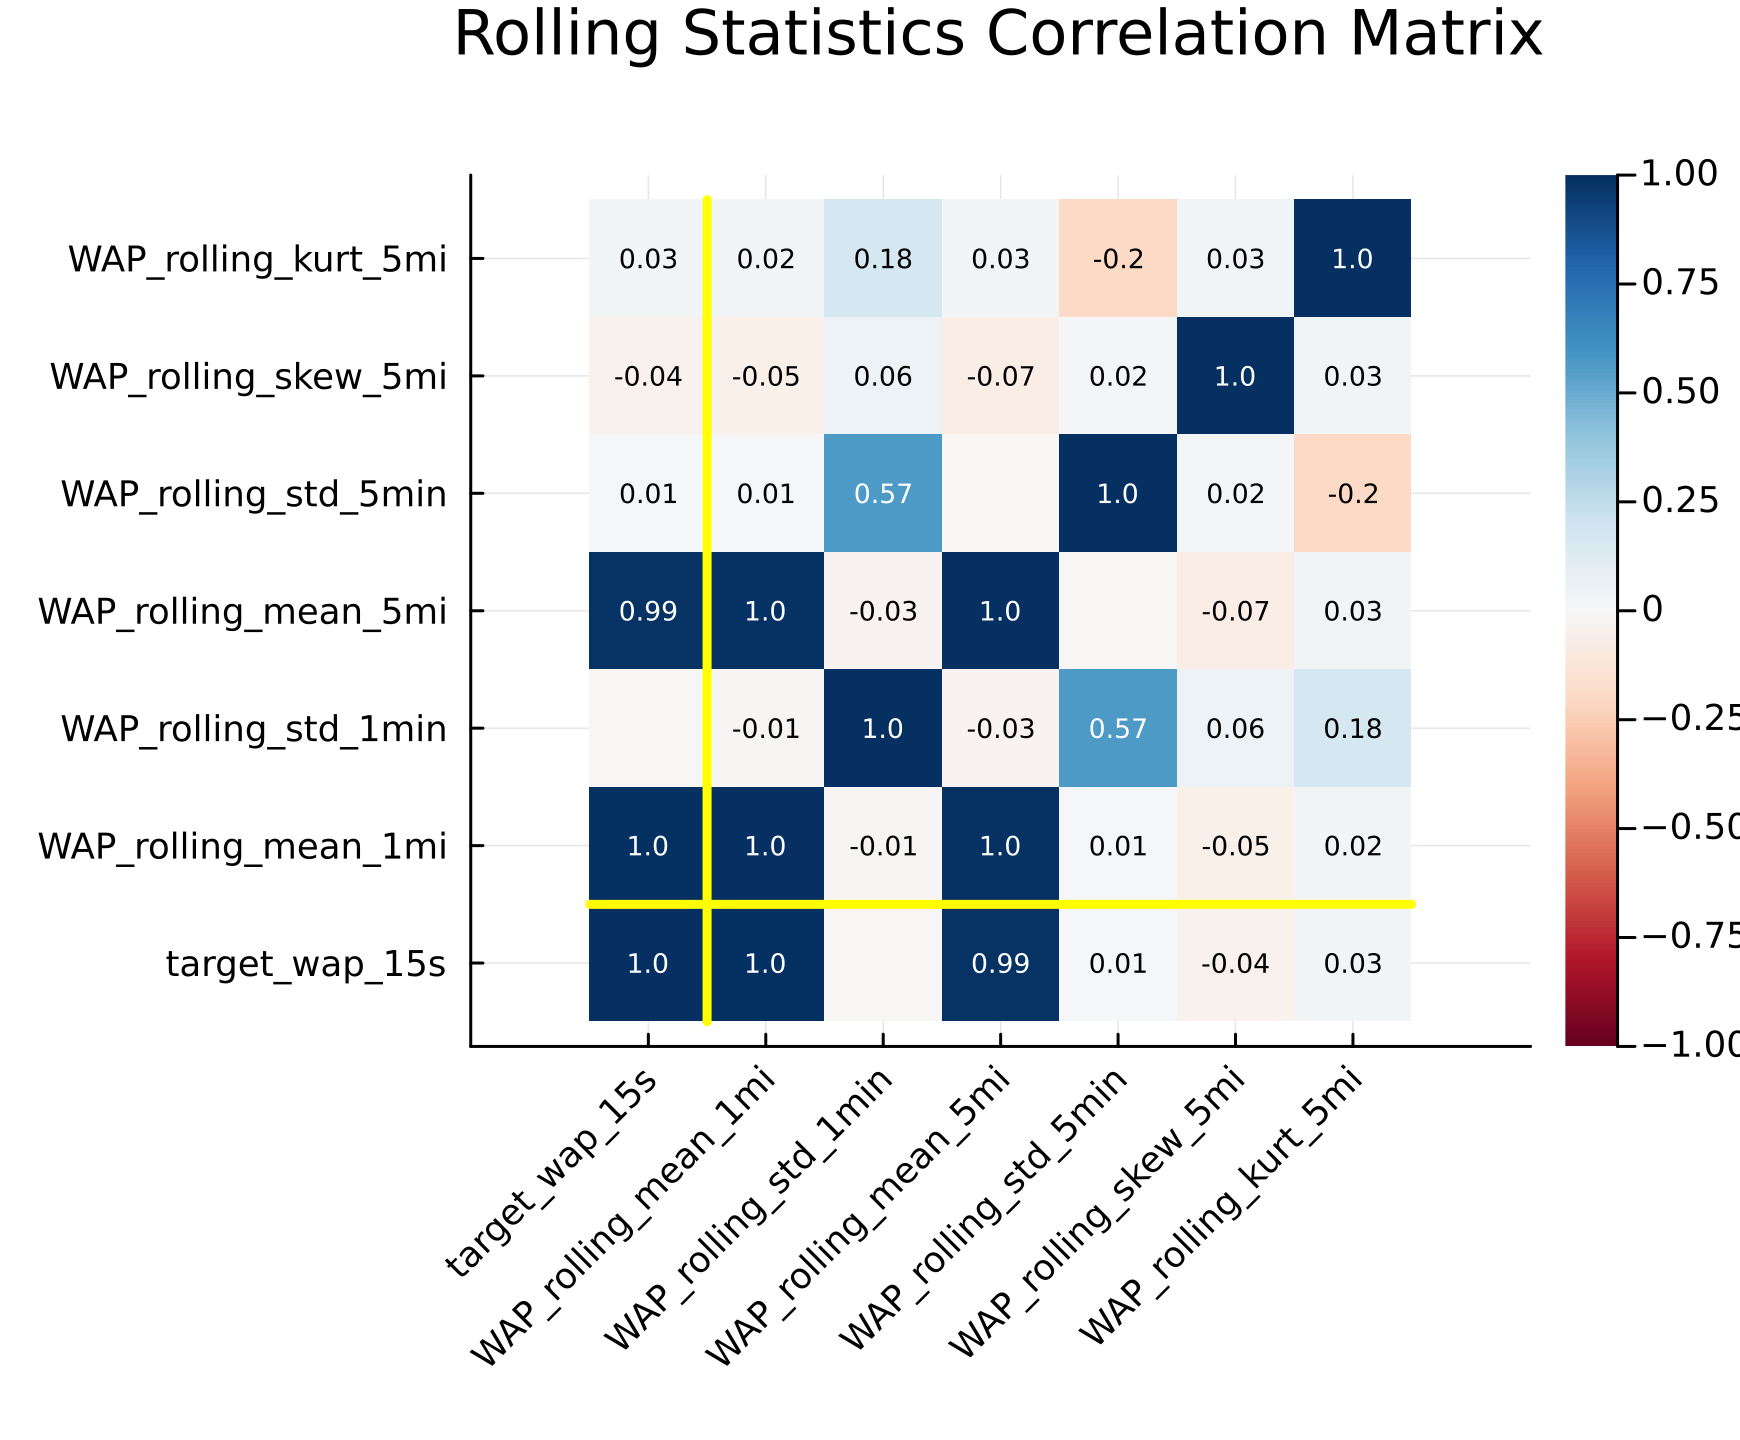 Rolling Statistics Correlation Matrix
WAP_rolling_kurt_5mi 0.03 0.02 0.18 0.03 -0.2 0.03 1.0
WAP_rolling_skew_5mi -0.04 -0.05 0.06 -0.07 0.02 1.0 0.03
WAP_rolling_std_5min 0.01 0.01 0.57 1.0 0.02 -0.2
WAP_rolling_mean_5mi 0.99 1.0 -0.03 1.0 -0.07 0.03
WAP_rolling_std_1min -0.01 1.0 -0.03 0.57 0.06 0.18
WAP_rolling_mean_1mi 1.0 1.0 -0.01 1.0 0.01 -0.05 0.02
target_wap_15s 1.0 1.0 0.99 0.01 -0.04 0.03
target_wap_15s
WAP_rolling_mean_1mi
WAP_rolling_std_1min
WAP_rolling_mean_5mi
WAP_rolling_std_5min
WAP_rolling_skew_5mi
WAP_rolling_kurt_5mi
1.00
0.75
0.50
0.25
0
−0.25
−0.50
−0.75
−1.00